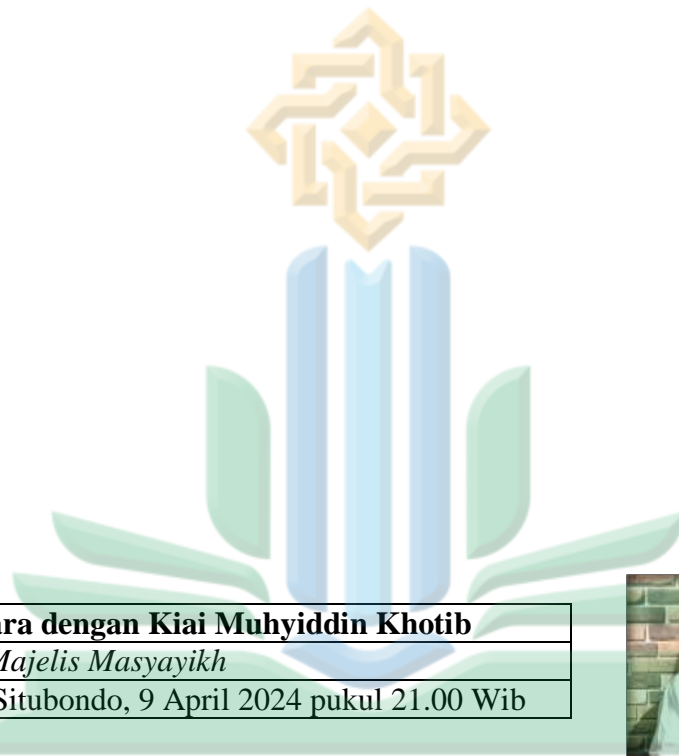 ara dengan Kiai Muhyiddin Khotib
Majelis Masyayikh
Situbondo, 9 April 2024 pukul 21.00 Wib